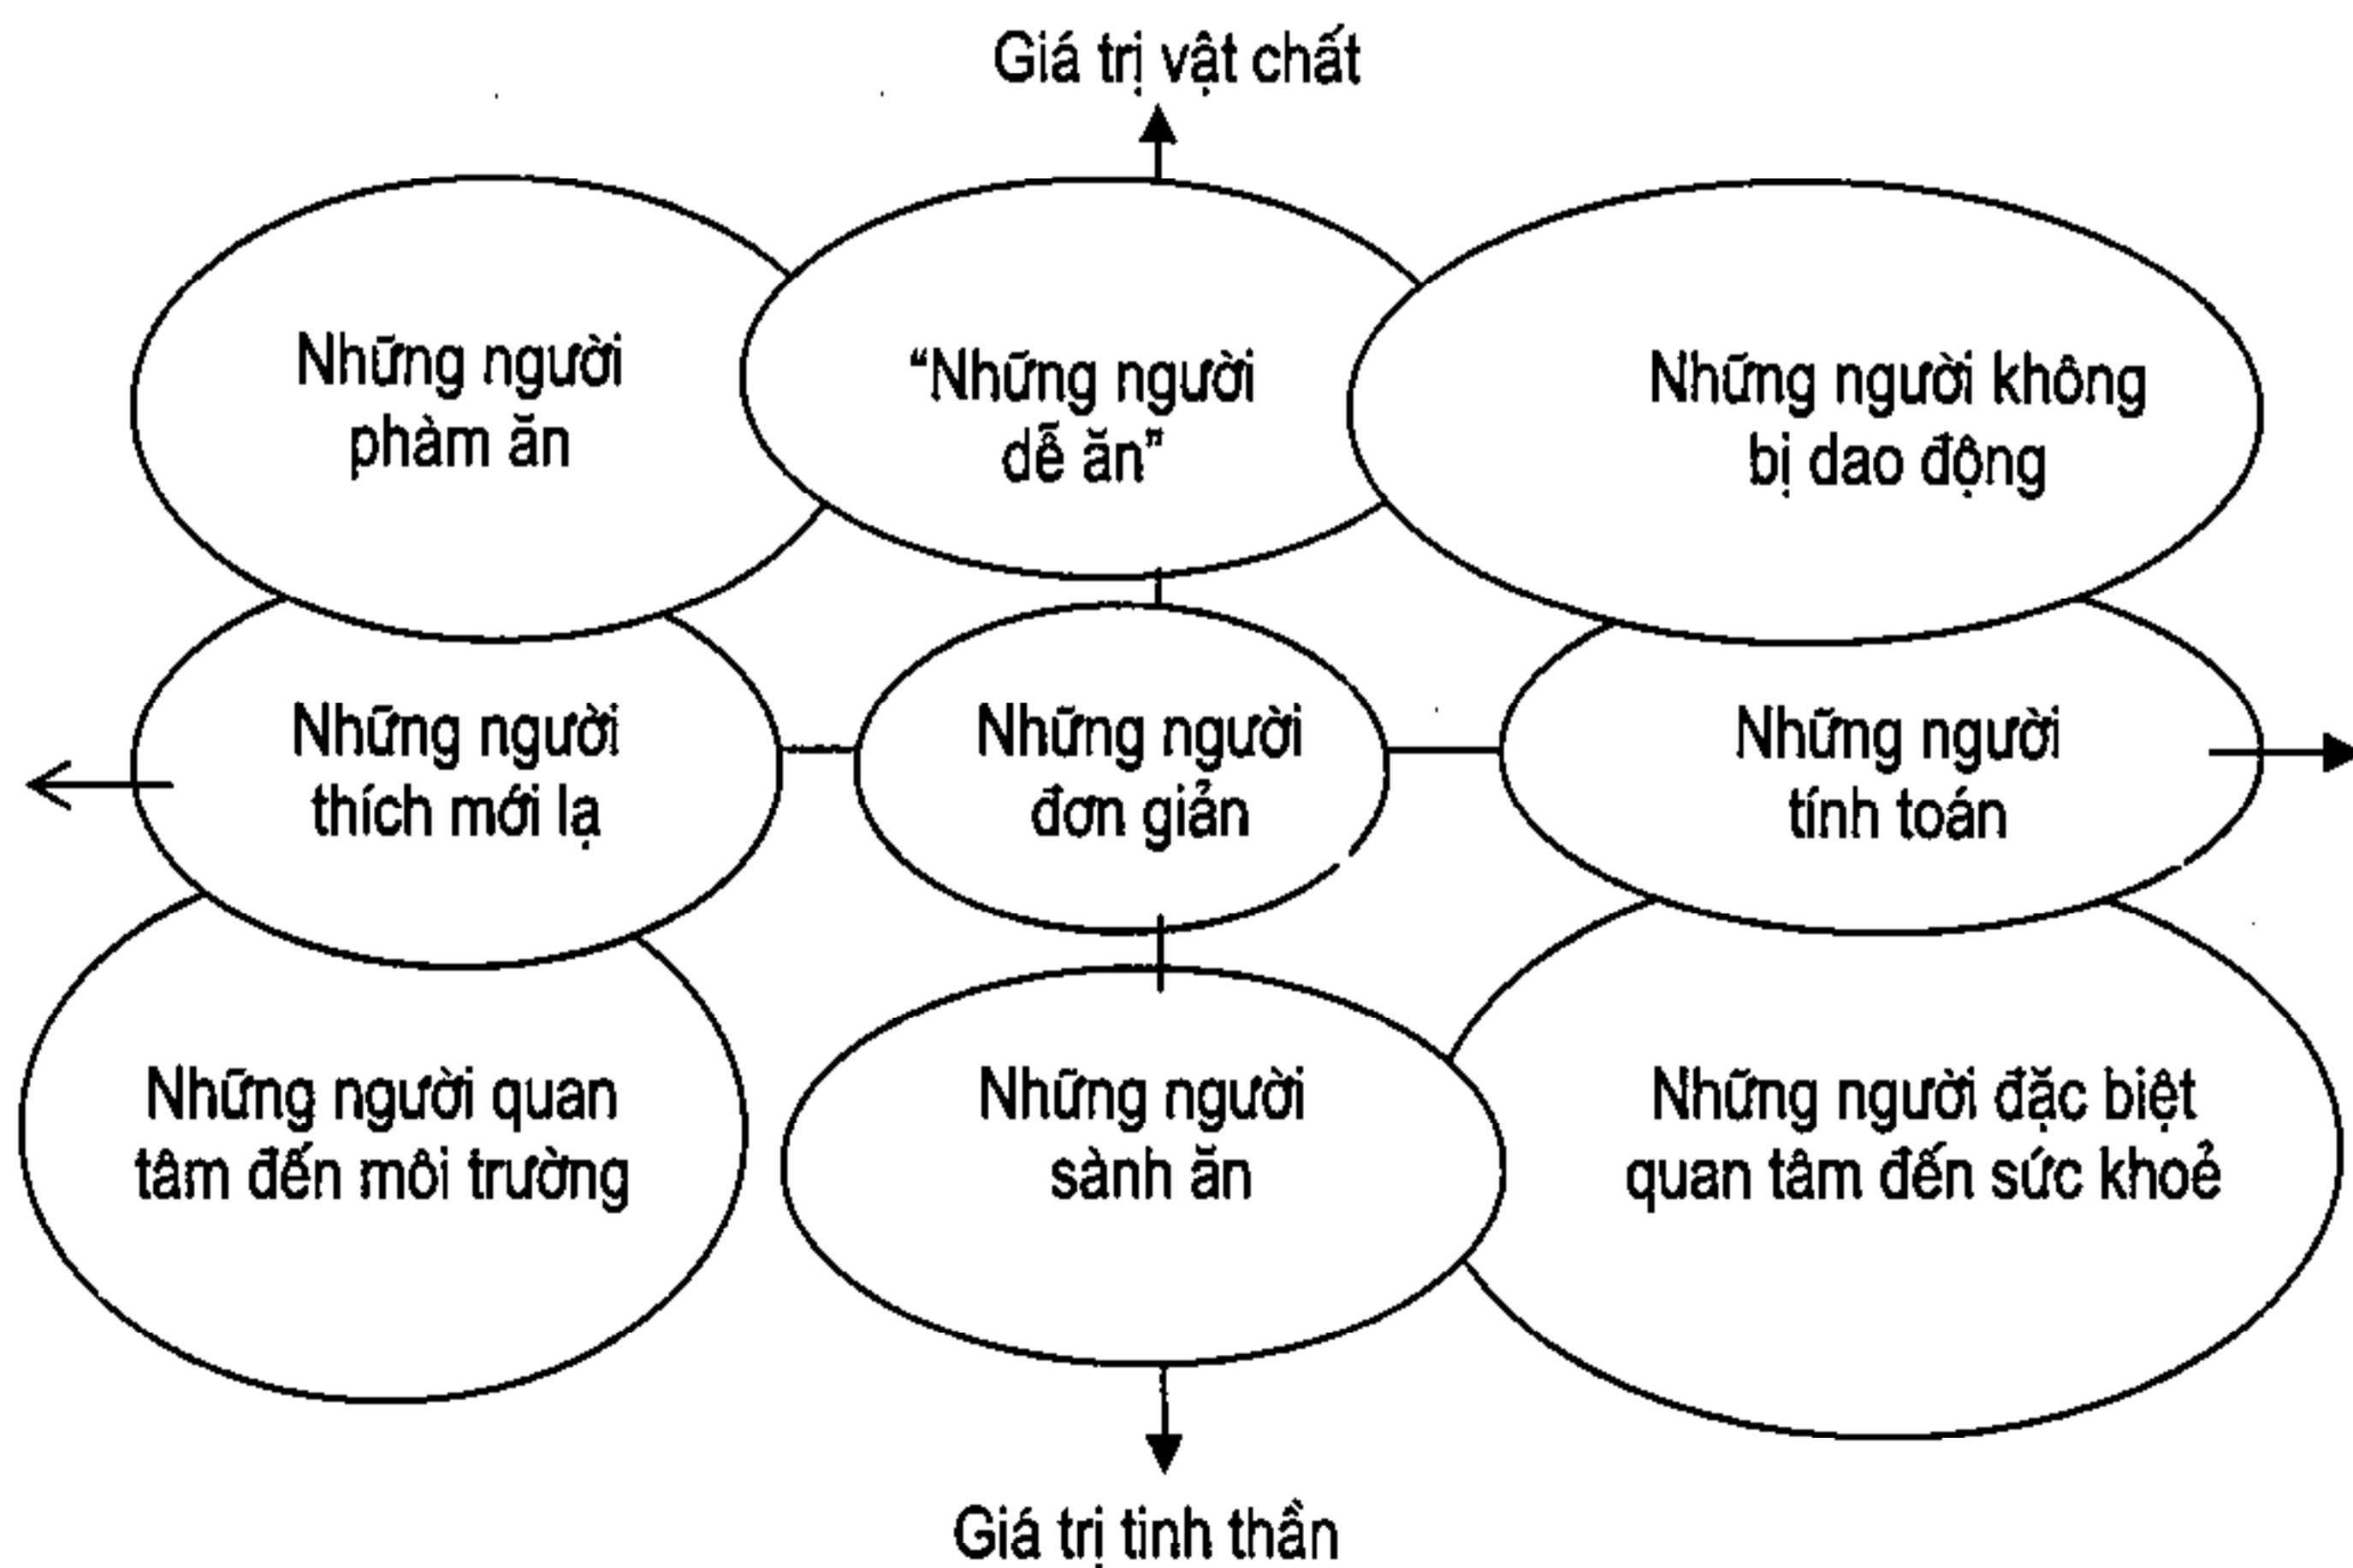 Giá trị vật chất
Những người
phàm ăn
“Những người
dễ ăn”
Những người không
bị dao động
Những người
thích mới lạ
Những người
đơn giản
Những người
tính toán
Những người quan
tâm đến môi trường
Những người
sành ăn
Những người đặc biệt
quan tâm đến sức khoẻ
Giá trị tinh thần